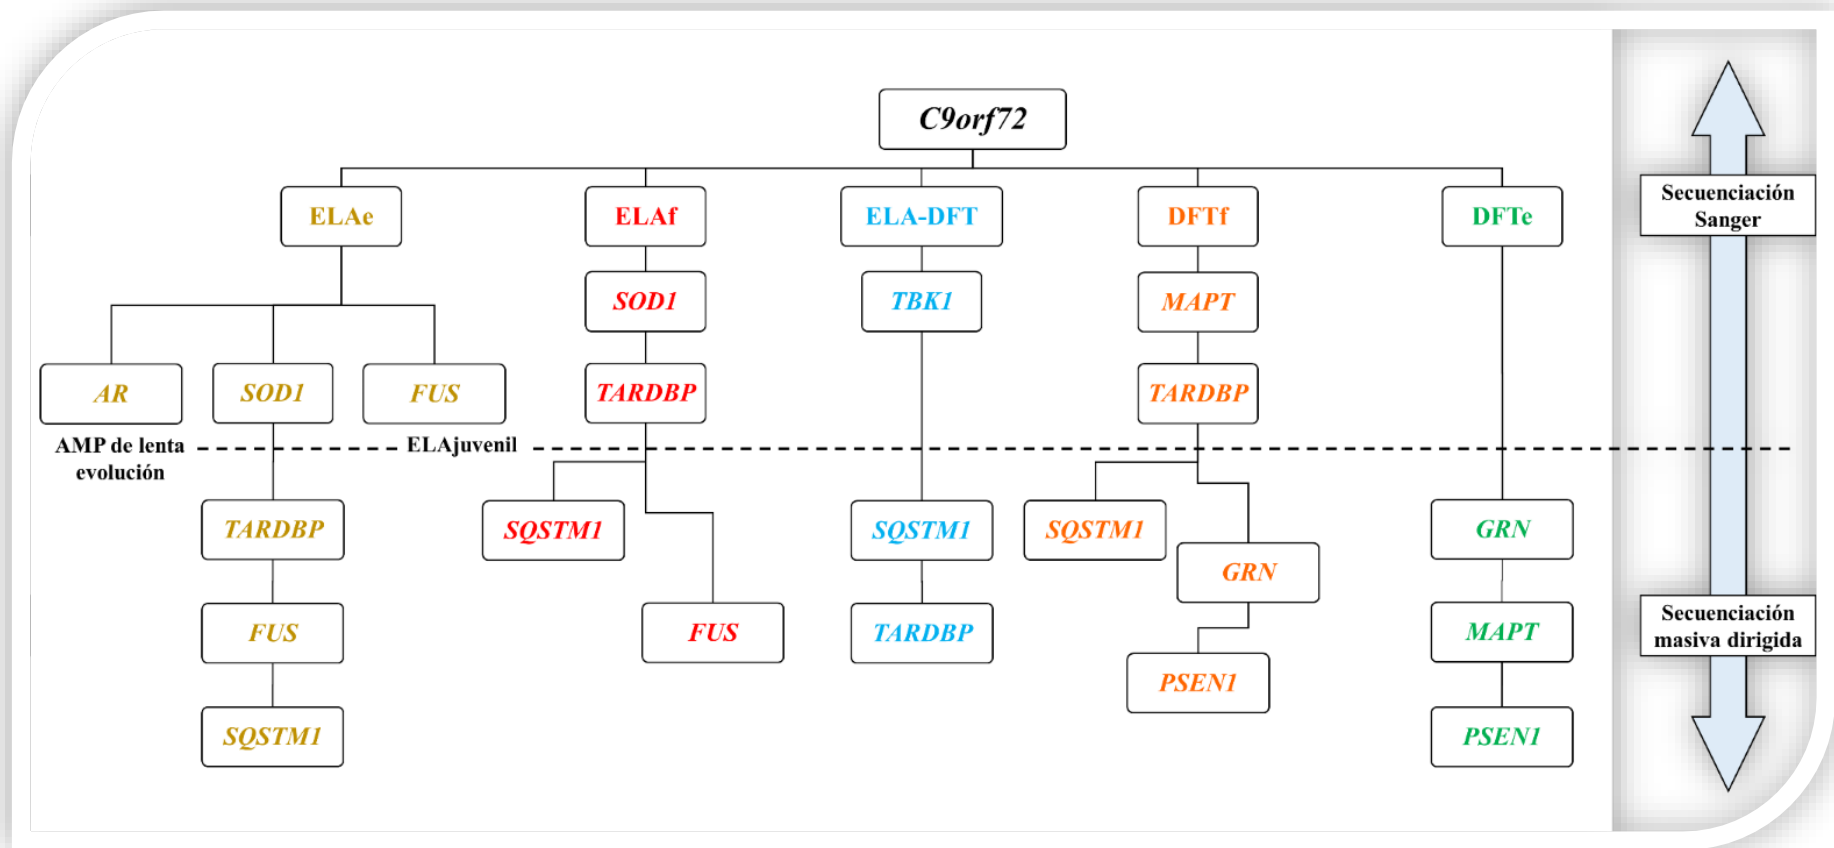 C9orf72
ELAe
ELAf
ELA-DFT
DFTf
DFTe
Secuenciación
Sanger
SOD1
TBK1
MAPT
AR
SOD1
FUS
TARDBP
TARDBP
AMP de lenta
evolución
ELAjuvenil
TARDBP
SQSTM1
SQSTM1
SQSTM1
GRN
GRN
FUS
FUS
TARDBP
MAPT
Secuenciación
masiva dirigida
PSEN1
SQSTM1
PSEN1